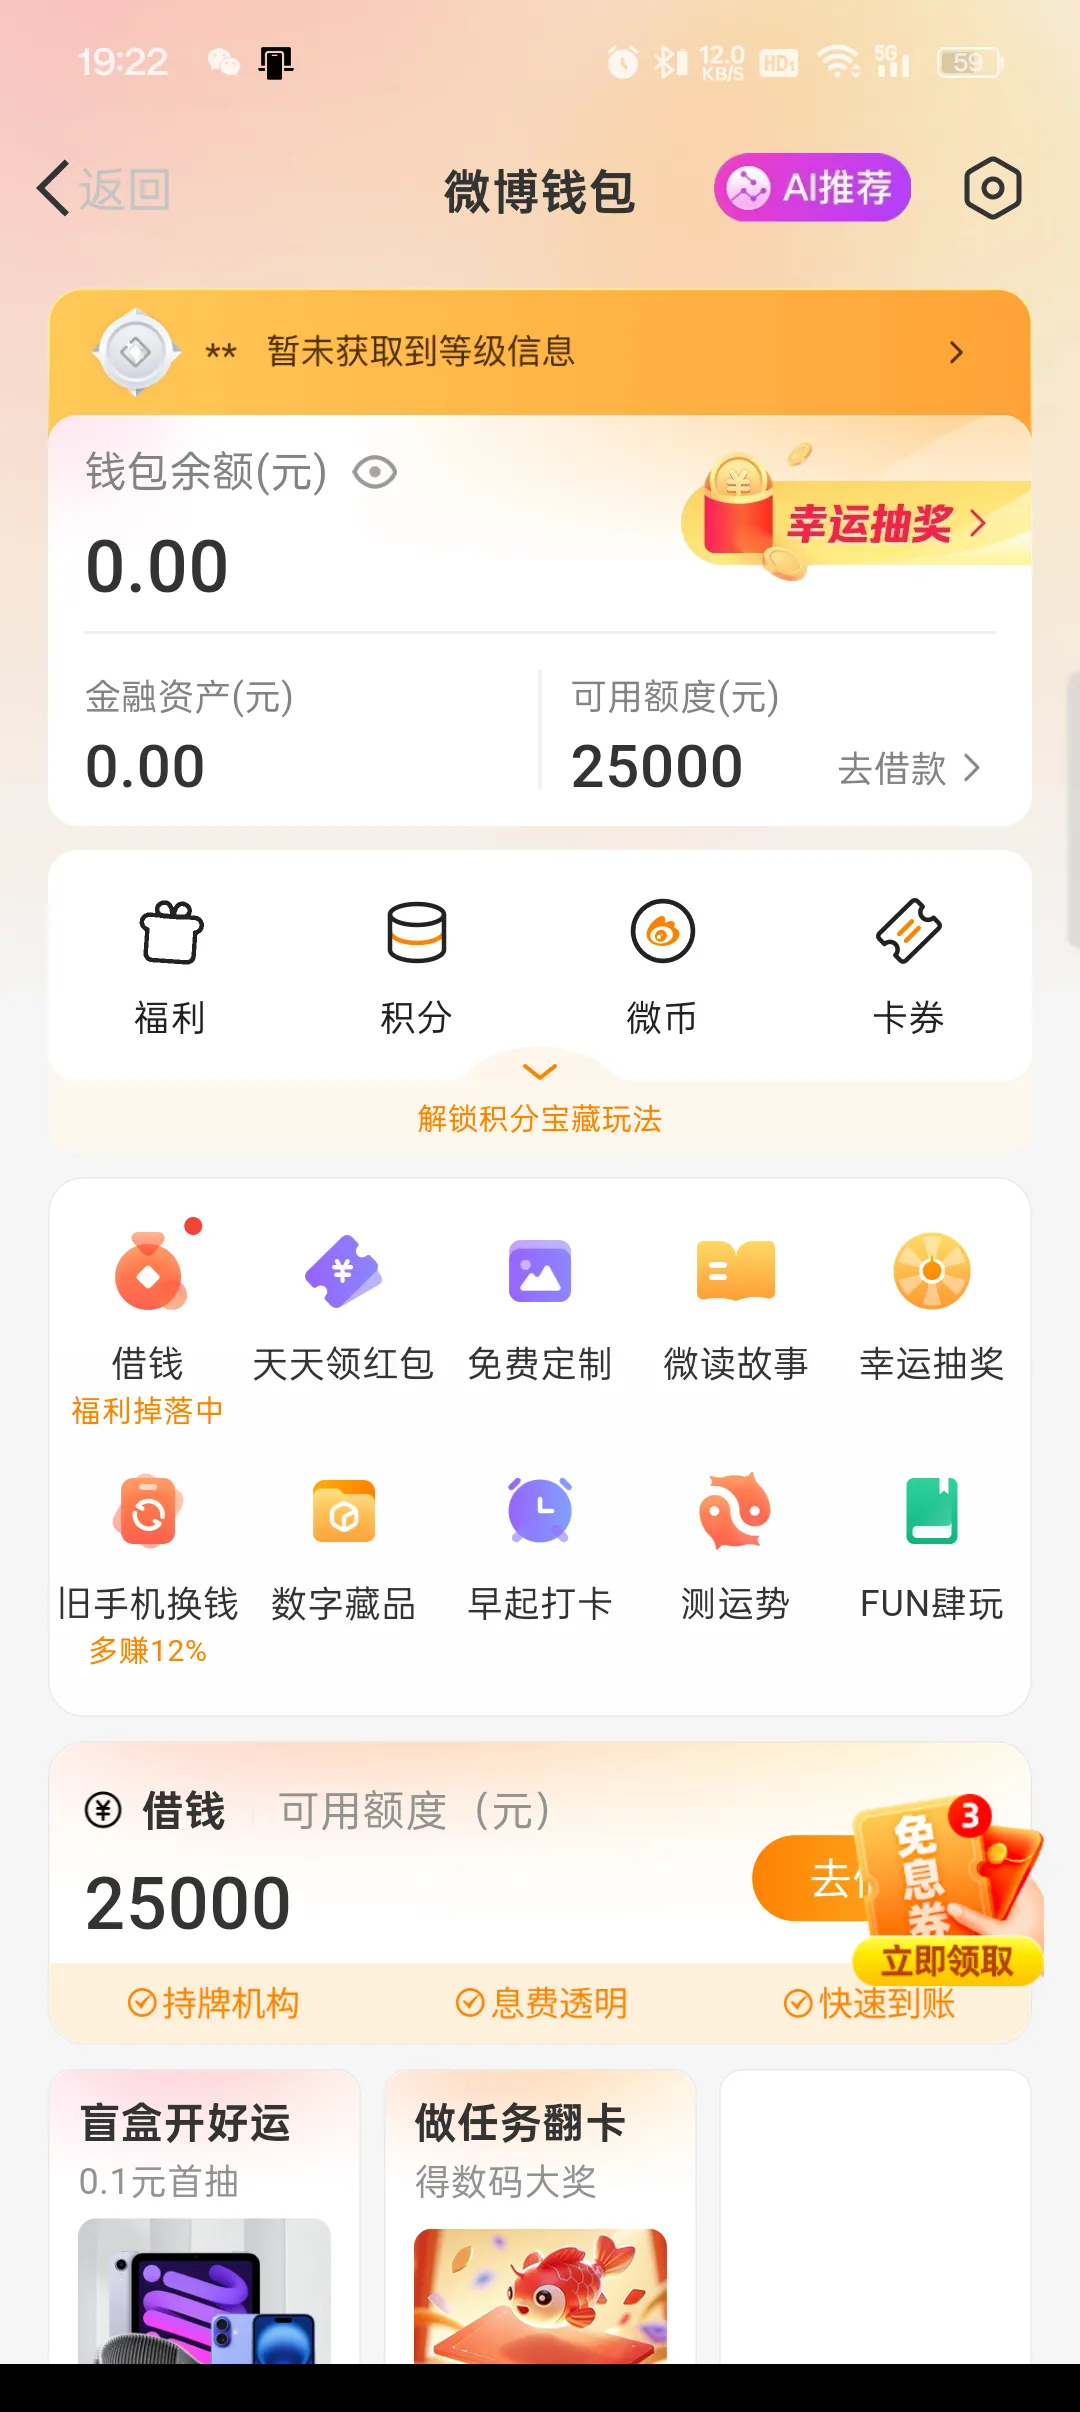 19:22
12.0
KB/S
HD1
5G
59
返回
微博钱包
AI推荐
** 暂未获取到等级信息
钱包余额(元)
幸运抽奖
0.00
金融资产(元)
可用额度(元)
0.00
25000
去借款
福利
积分
微币
卡券
解锁积分宝藏玩法
借钱
天天领红包
免费定制
微读故事
幸运抽奖
福利掉落中
旧手机换钱
数字藏品
早起打卡
测运势
FUN肆玩
多赚12%
借钱
可用额度（元）
25000
去
免息券
3
立即领取
持牌机构
息费透明
快速到账
盲盒开好运
做任务翻卡
0.1元首抽
得数码大奖